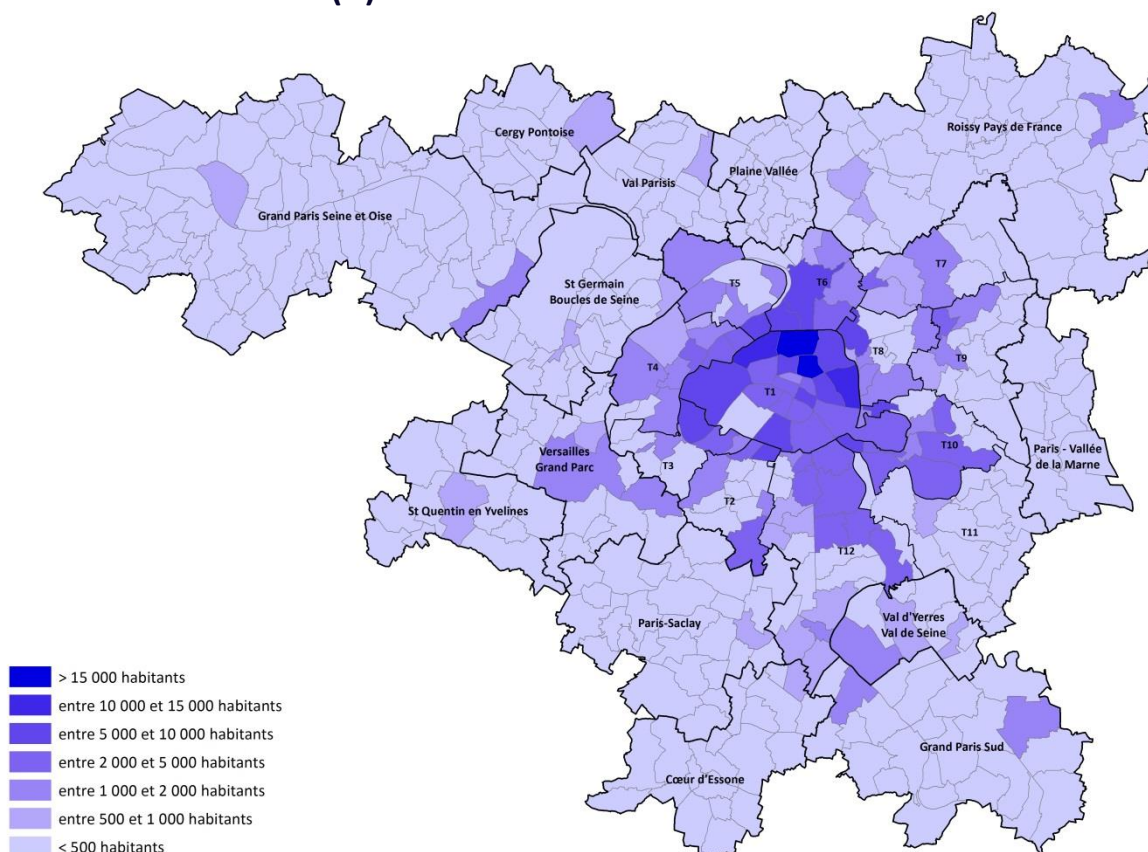 Cergy Pontoise
Roissy Pays de France
Plaine Vallée
Val Parisis
Grand Paris Seine et Oise
St Germain
Boucles de Seine
T5
T6
T7
T8
T9
T4
T1
Versailles
Grand Parc
T3
T10
Paris - Vallée
de la Marne
St Quentin en Yvelines
T2
T11
T12
Paris-Saclay
Val d'Yerres
Val de Seine
Grand Paris Sud
Cœur d'Essone
> 15 000 habitants
entre 10 000 et 15 000 habitants
entre 5 000 et 10 000 habitants
entre 2 000 et 5 000 habitants
entre 1 000 et 2 000 habitants
entre 500 et 1 000 habitants
< 500 habitants